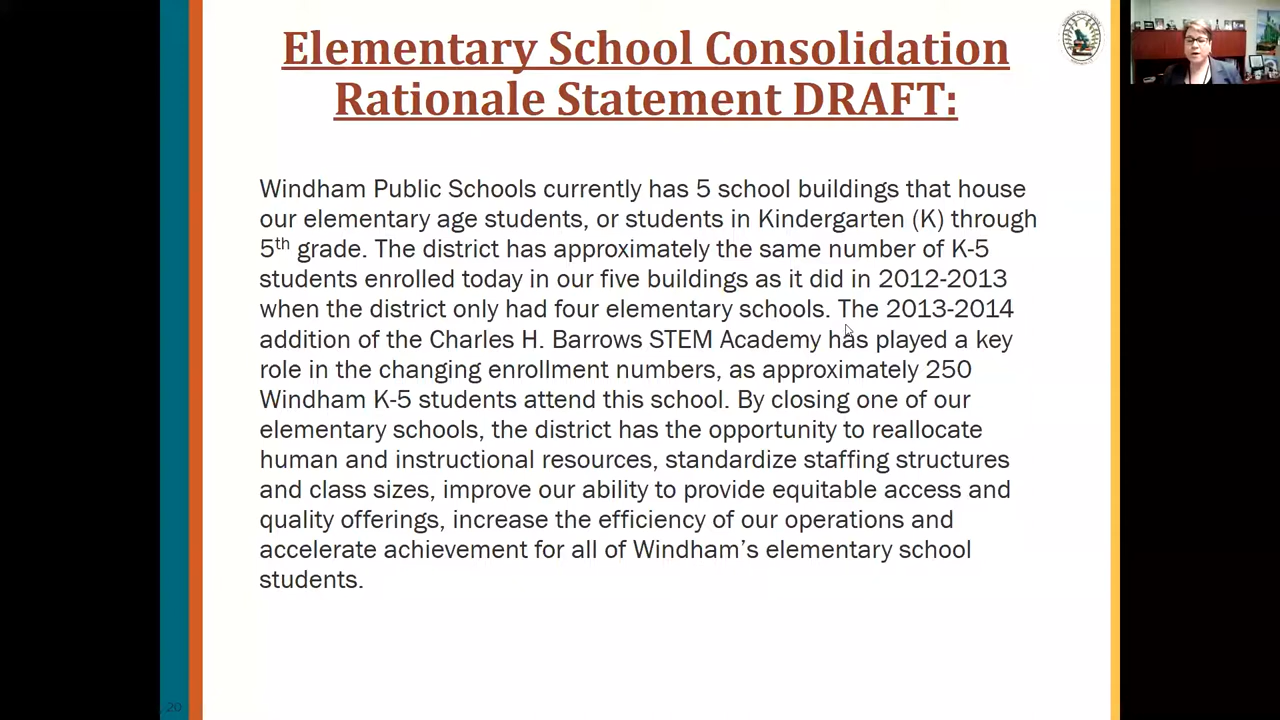 Elementary School Consolidation
Rationale Statement DRAFT:
Windham Public Schools currently has 5 school buildings that house
our elementary age students, or students in Kindergarten (K) through
5th grade. The district has approximately the same number of K-5
students enrolled today in our five buildings as it did in 2012-2013
when the district only had four elementary schools. The 2013-2014
addition of the Charles H. Barrows STEM Academy has played a key
role in the changing enrollment numbers, as approximately 250
Windham K-5 students attend this school. By closing one of our
elementary schools, the district has the opportunity to reallocate
human and instructional resources, standardize staffing structures
and class sizes, improve our ability to provide equitable access and
quality offerings, increase the efficiency of our operations and
accelerate achievement for all of Windham’s elementary school
students.
20